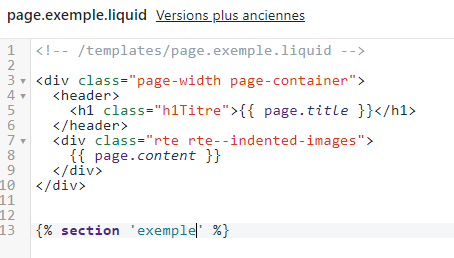 page.exemple.liquid Versions plus anciennes
1 <!-- /templates/page.exemple.liquid -->
2
3 <div class="page-width page-container">
4 <header>
5 <h1 class="h1Titre">{{ page.title }}</h1>
6 </header>
7 <div class="rte rte--indented-images">
8 {{ page.content }}
9 </div>
10 </div>
11
12
13 {% section 'exemple' %}